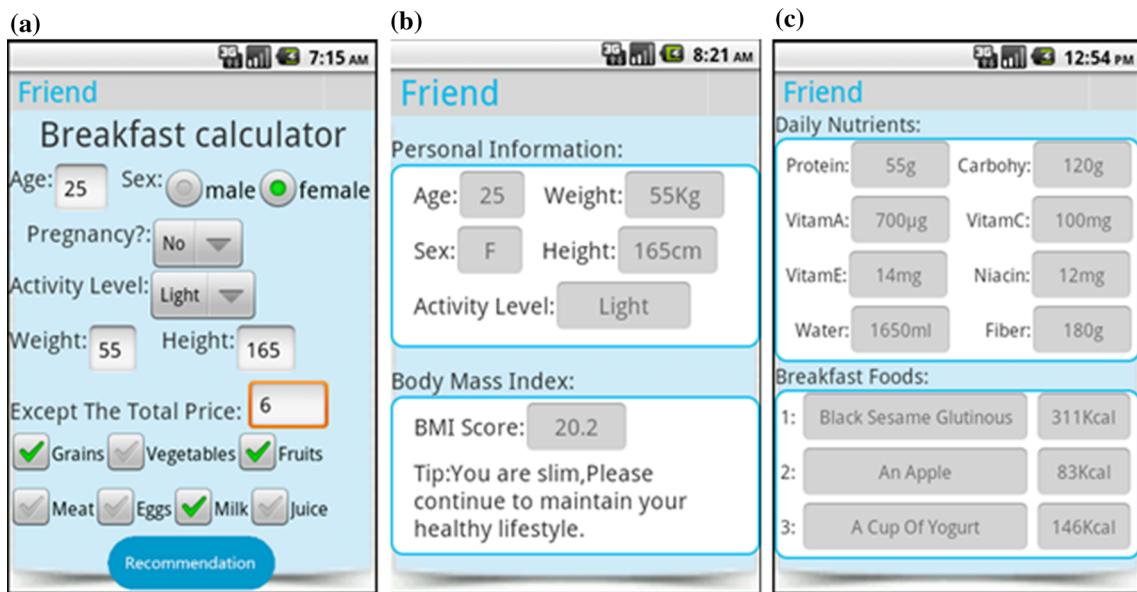 (a)
7:15 AM
Friend
Breakfast calculator
Age: 25 Sex: male female
Pregnancy?: No
Activity Level: Light
Weight: 55 Height: 165
Except The Total Price: 6
Grains Vegetables Fruits
Meat Eggs Milk Juice
Recommendation
(b)
8:21 AM
Friend
Personal Information:
Age: 25 Weight: 55Kg
Sex: F Height: 165cm
Activity Level: Light
Body Mass Index:
BMI Score: 20.2
Tip:You are slim,Please
continue to maintain your
healthy lifestyle.
(c)
12:54 PM
Friend
Daily Nutrients:
Protein: 55g Carbohy: 120g
VitamA: 700µg VitamC: 100mg
VitamE: 14mg Niacin: 12mg
Water: 1650ml Fiber: 180g
Breakfast Foods:
1: Black Sesame Glutinous 311Kcal
2: An Apple 83Kcal
3: A Cup Of Yogurt 146Kcal